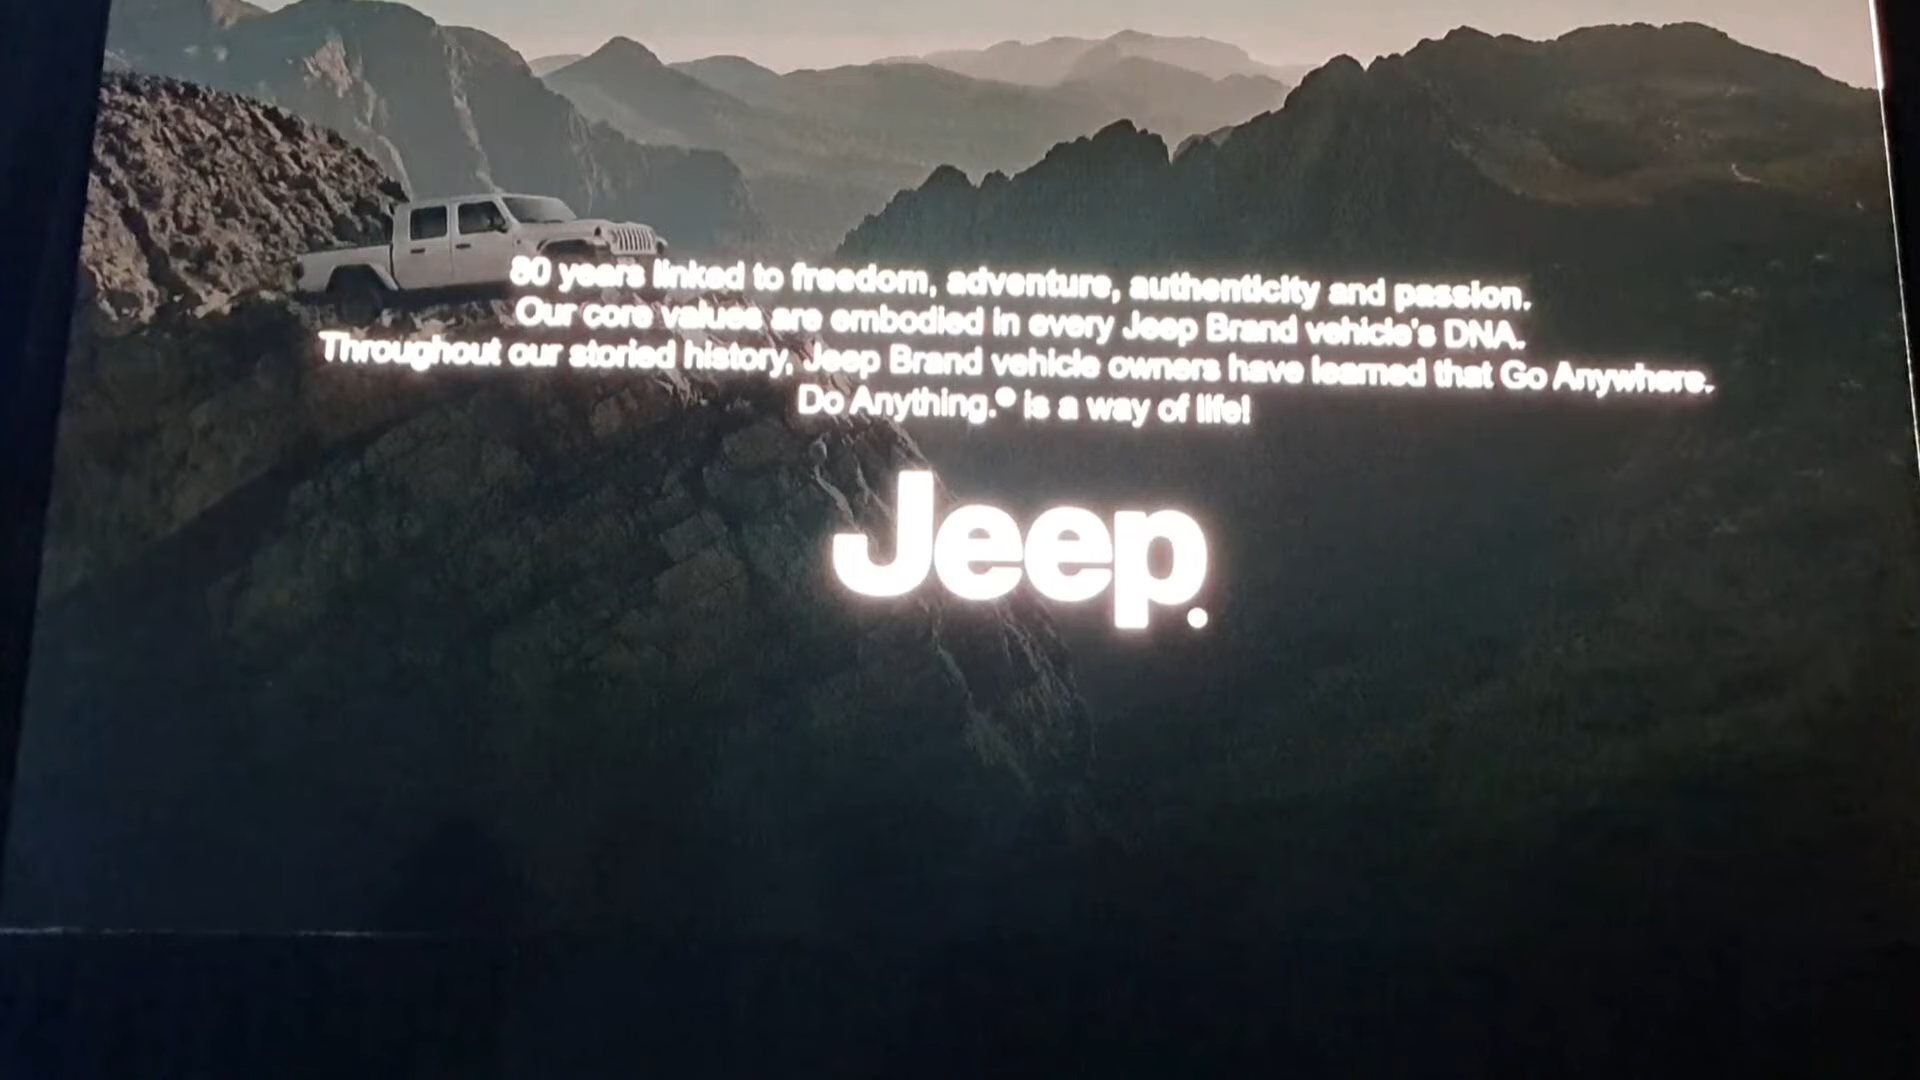 80 years linked to freedom, adventure, authenticity and passion.
Our core values are embodied in every Jeep Brand vehicle's DNA.
Throughout our storied history, Jeep Brand vehicle owners have learned that Go Anywhere.
Do Anything.® is a way of life!
Jeep.